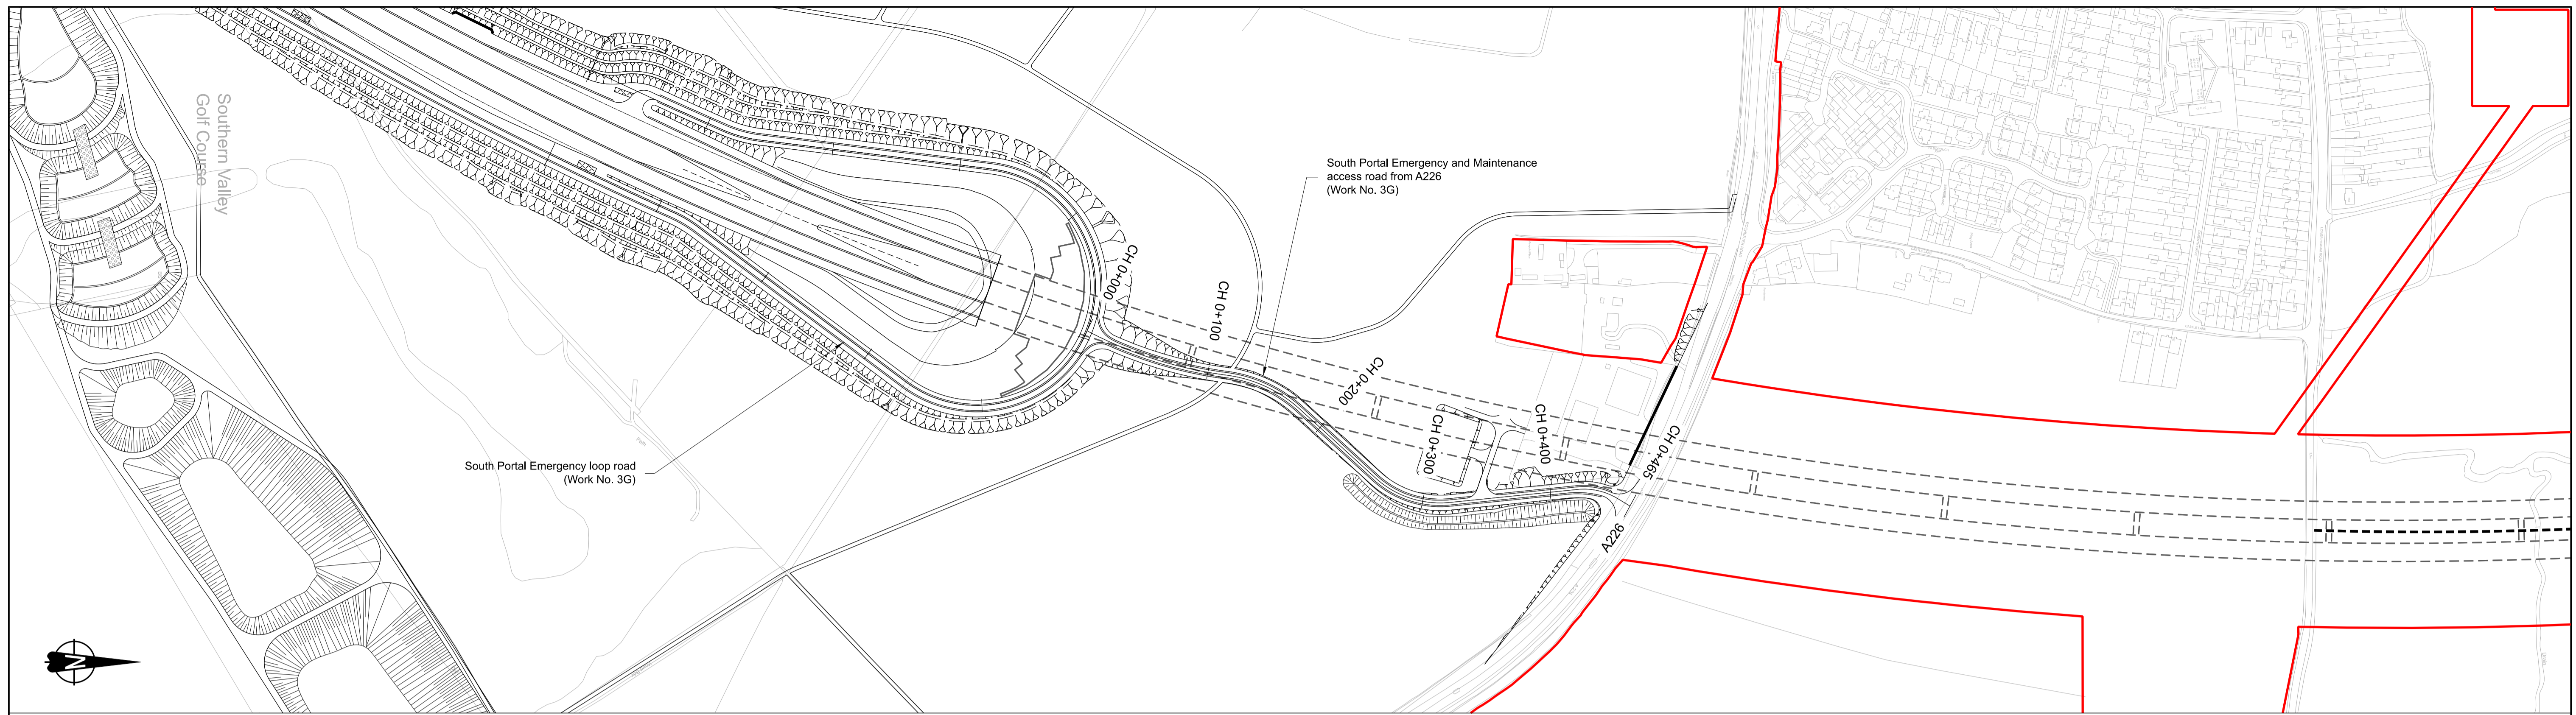 Southern Valley
Golf Course
South Portal Emergency and Maintenance
access road from A226
(Work No. 3G)
CH 0+000
CH 0+100
CH 0+200
CH 0+300
CH 0+400
CH 0+465
A226
South Portal Emergency loop road
(Work No. 3G)
Path
N